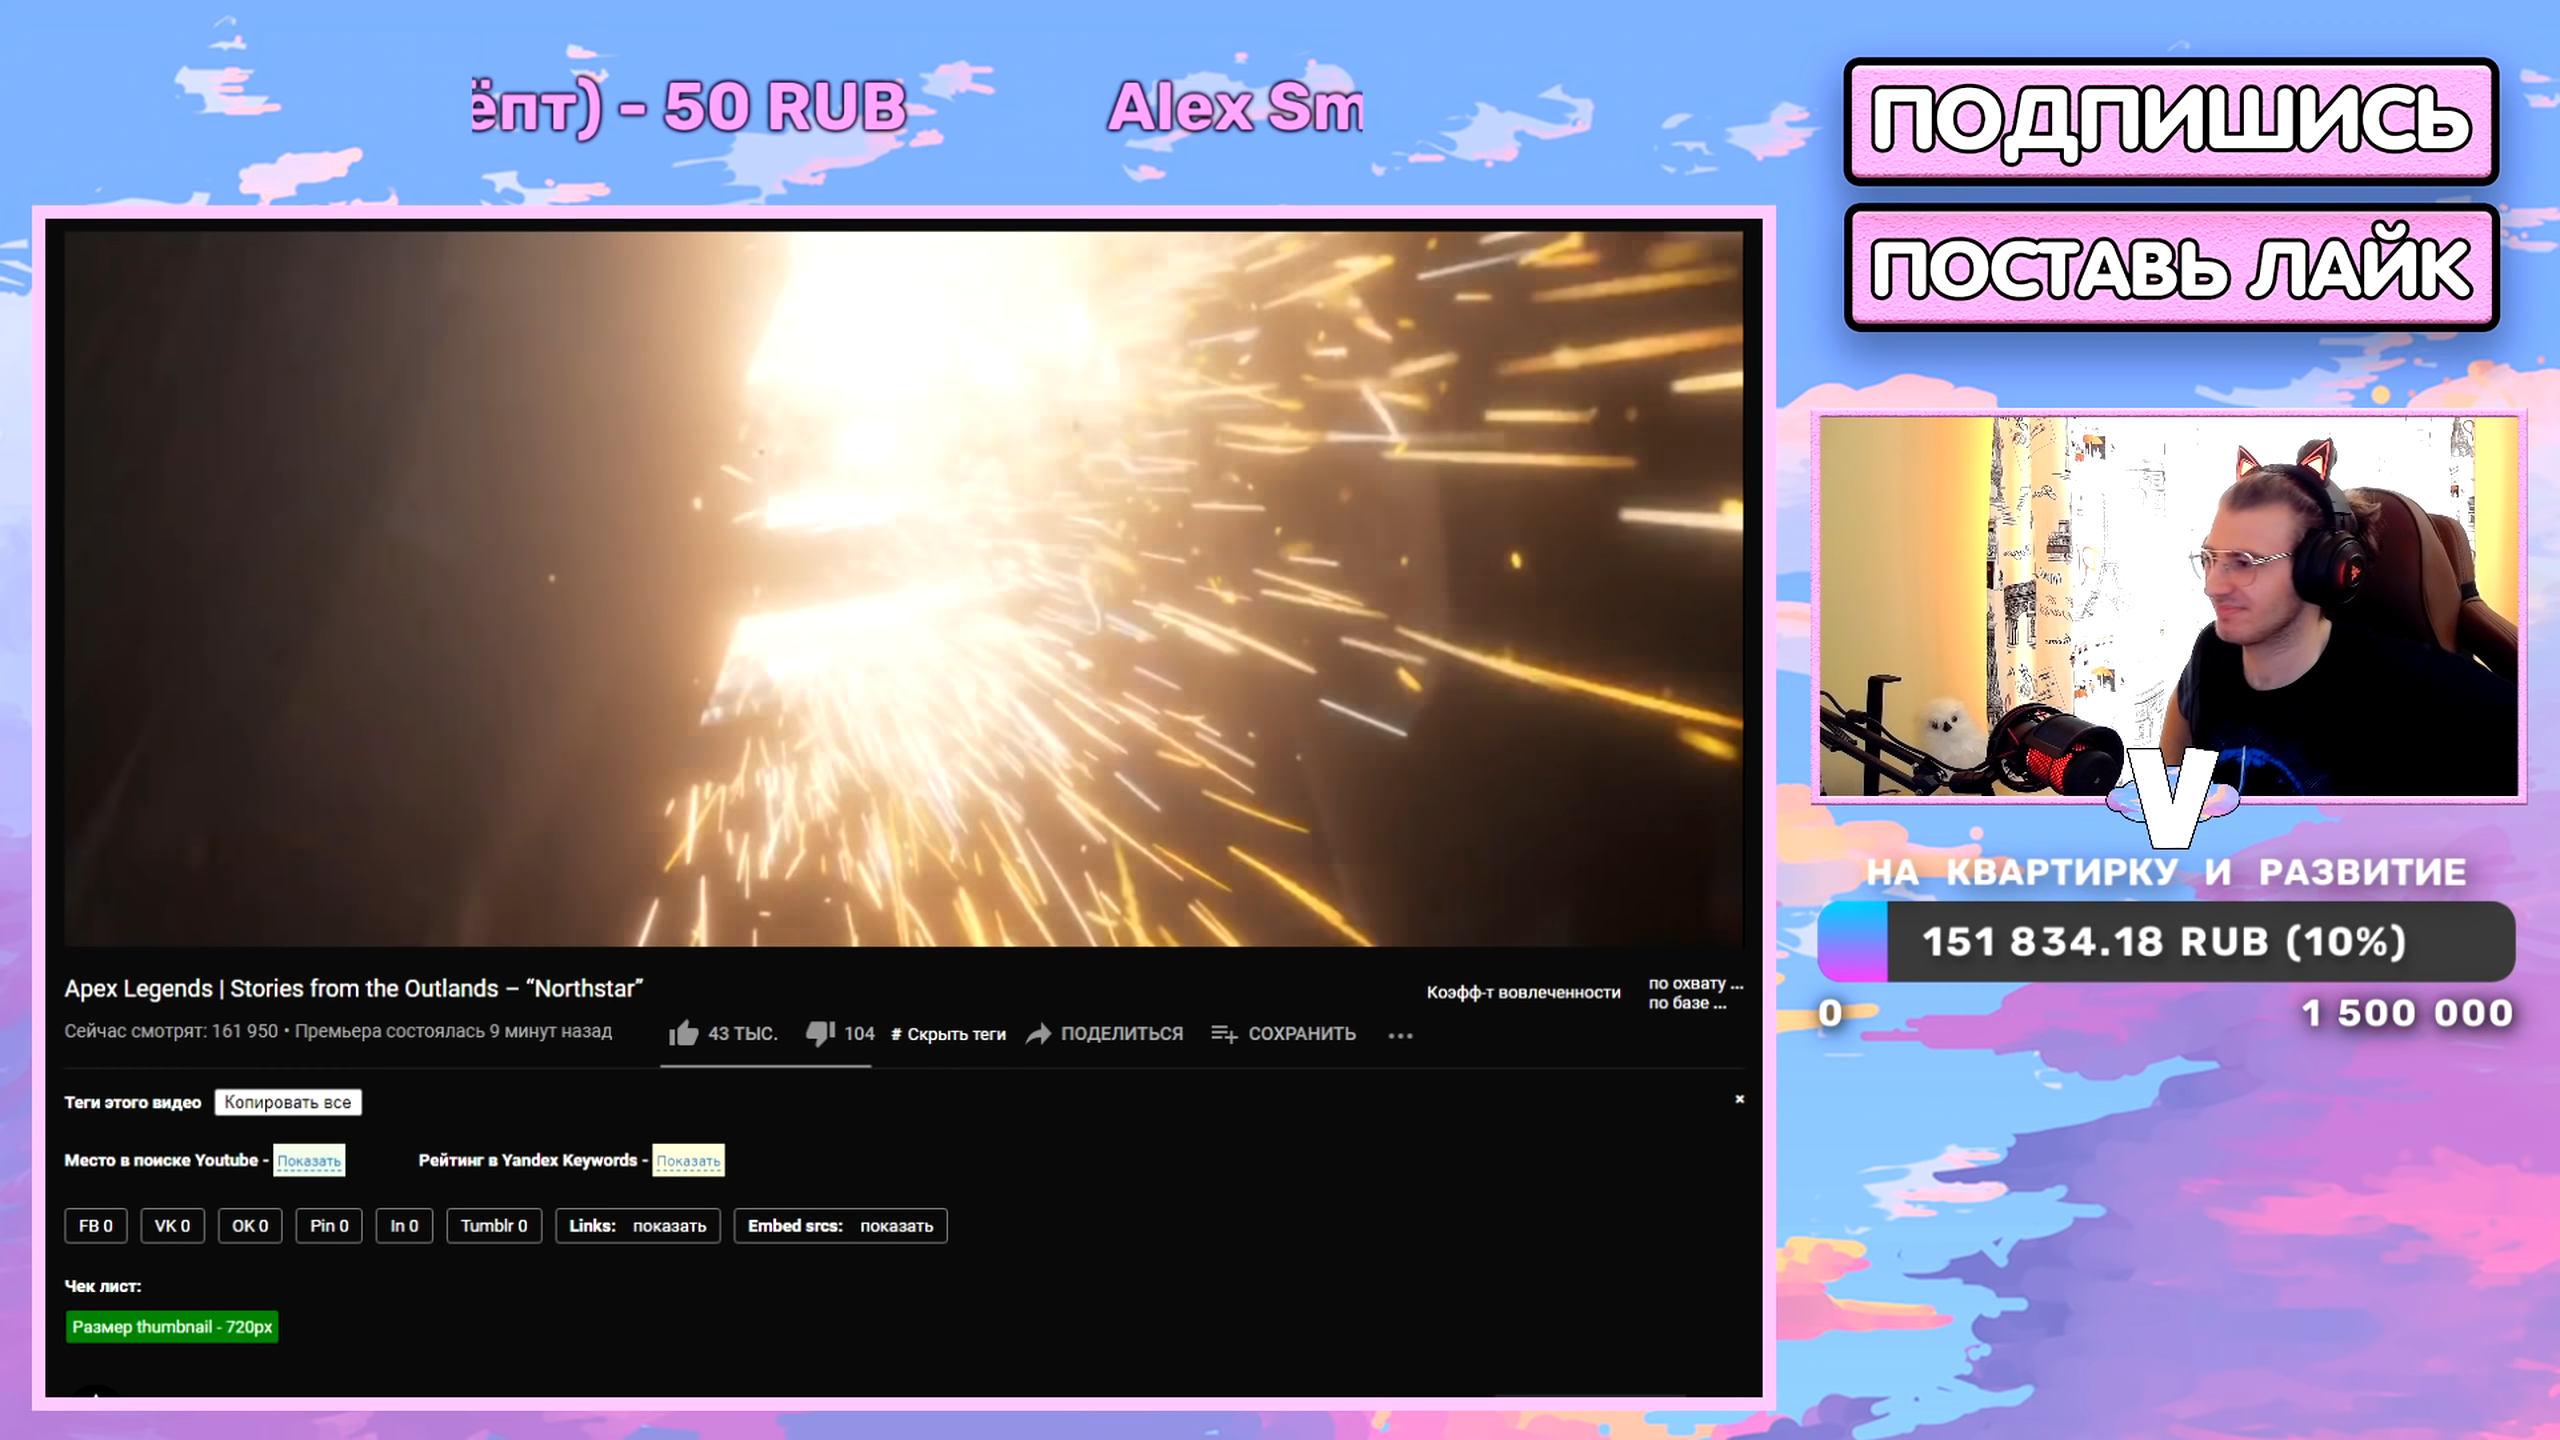 ёпт) - 50 RUB Alex Sm
ПОДПИШИСЬ
ПОСТАВЬ ЛАЙК
V
НА КВАРТИРКУ И РАЗВИТИЕ
151 834.18 RUB (10%)
0 1 500 000
Apex Legends | Stories from the Outlands – “Northstar”
Коэфф-т вовлеченности
по охвату ...
по базе ...
Сейчас смотрят: 161 950 • Премьера состоялась 9 минут назад
43 ТЫС. 104 # Скрыть теги ПОДЕЛИТЬСЯ СОХРАНИТЬ ...
Теги этого видео Копировать все ×
Место в поиске Youtube - Показать Рейтинг в Yandex Keywords - Показать
FB 0 VK 0 OK 0 Pin 0 In 0 Tumblr 0 Links: показать Embed srcs: показать
Чек лист:
Размер thumbnail - 720px